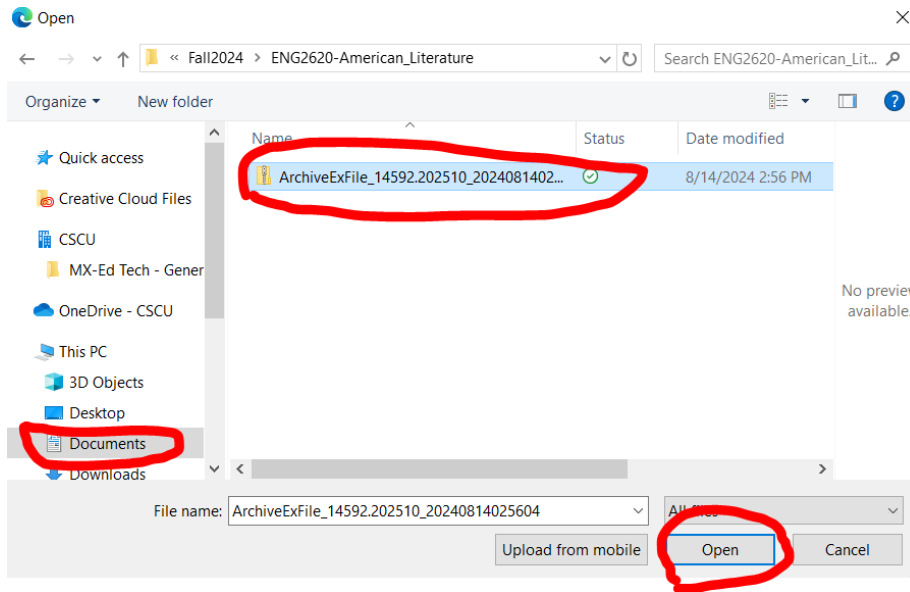 Open
« Fall2024 > ENG2620-American_Literature
Search ENG2620-American_Lit...
Organize
New folder
Name
Status
Date modified
Quick access
ArchiveExFile_14592.202510_2024081402...
8/14/2024 2:56 PM
Creative Cloud Files
CSCU
MX-Ed Tech - Gener
OneDrive - CSCU
No preview
available.
This PC
3D Objects
Desktop
Documents
Downloads
File name:
ArchiveExFile_14592.202510_20240814025604
All files
Upload from mobile
Open
Cancel